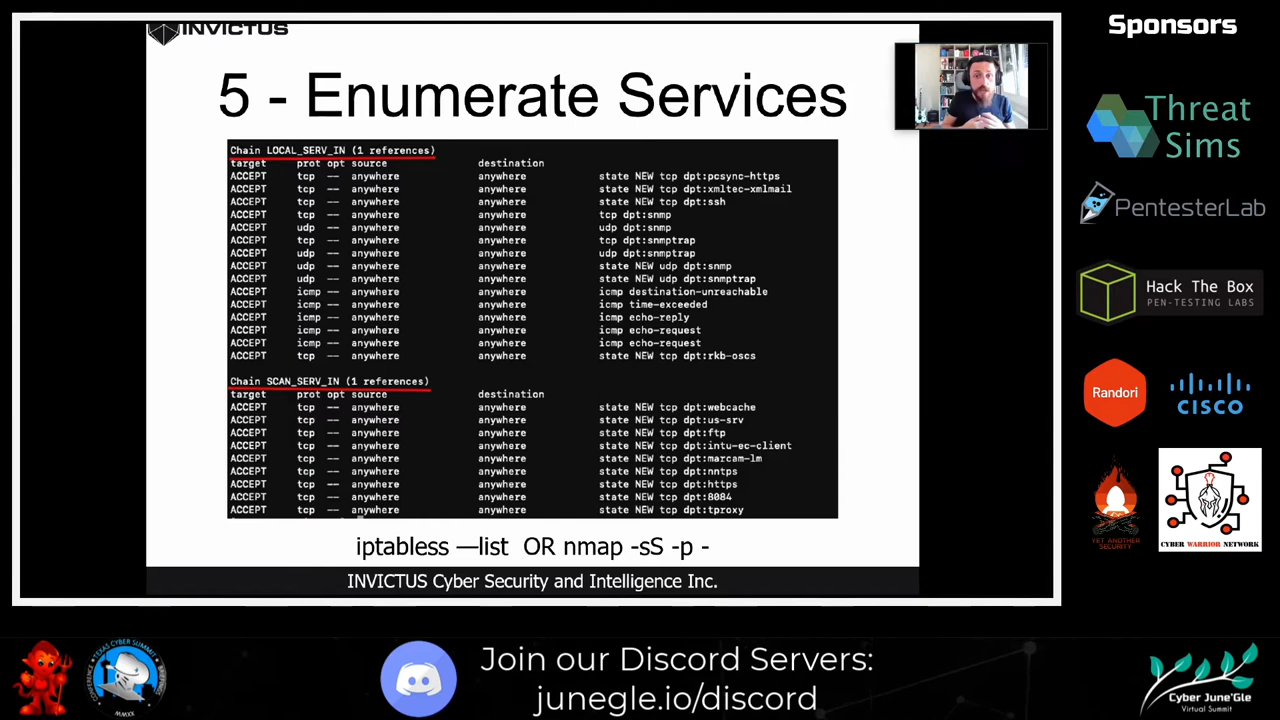 INVICTUS
5 - Enumerate Services
Chain LOCAL_SERV_IN (1 references)
target prot opt source destination
ACCEPT tcp -- anywhere anywhere state NEW tcp dpt:pcsync-https
ACCEPT tcp -- anywhere anywhere state NEW tcp dpt:xmltec-xmlmail
ACCEPT tcp -- anywhere anywhere state NEW tcp dpt:ssh
ACCEPT tcp -- anywhere anywhere tcp dpt:snmp
ACCEPT udp -- anywhere anywhere udp dpt:snmp
ACCEPT tcp -- anywhere anywhere tcp dpt:snmptrap
ACCEPT udp -- anywhere anywhere udp dpt:snmptrap
ACCEPT udp -- anywhere anywhere state NEW udp dpt:snmp
ACCEPT udp -- anywhere anywhere state NEW udp dpt:snmptrap
ACCEPT icmp -- anywhere anywhere icmp destination-unreachable
ACCEPT icmp -- anywhere anywhere icmp time-exceeded
ACCEPT icmp -- anywhere anywhere icmp echo-reply
ACCEPT icmp -- anywhere anywhere icmp echo-request
ACCEPT icmp -- anywhere anywhere icmp echo-request
ACCEPT tcp -- anywhere anywhere state NEW tcp dpt:rkb-oscs
Chain SCAN_SERV_IN (1 references)
target prot opt source destination
ACCEPT tcp -- anywhere anywhere state NEW tcp dpt:webcache
ACCEPT tcp -- anywhere anywhere state NEW tcp dpt:us-srv
ACCEPT tcp -- anywhere anywhere state NEW tcp dpt:ftp
ACCEPT tcp -- anywhere anywhere state NEW tcp dpt:intu-ec-client
ACCEPT tcp -- anywhere anywhere state NEW tcp dpt:marcam-lm
ACCEPT tcp -- anywhere anywhere state NEW tcp dpt:nntps
ACCEPT tcp -- anywhere anywhere state NEW tcp dpt:https
ACCEPT tcp -- anywhere anywhere state NEW tcp dpt:8084
ACCEPT tcp -- anywhere anywhere state NEW tcp dpt:tproxy
iptabless —list OR nmap -sS -p -
INVICTUS Cyber Security and Intelligence Inc.
Sponsors
Threat
Sims
PentesterLab
Hack The Box
PEN-TESTING LABS
Randori
CISCO
YET ANOTHER
SECURITY
CYBER WARRIOR NETWORK
TEXAS CYBER SUMMIT
CONFERENCE
MMXX
Join our Discord Servers:
junegle.io/discord
Cyber June'Gle
Virtual Summit